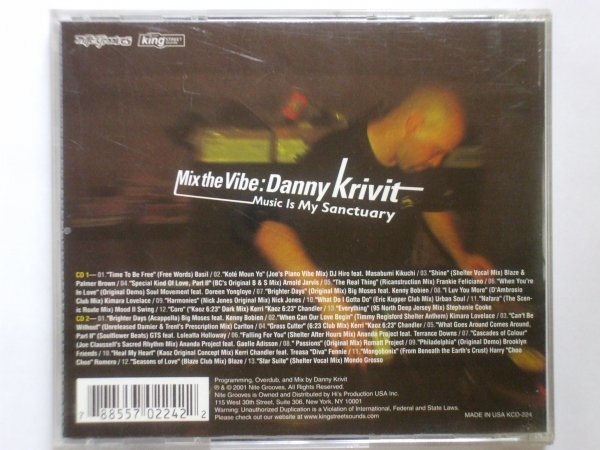 Nite Grooves
king STREET SOUNDS
Mix the Vibe: Danny Krivit
Music Is My Sanctuary
CD 1— 01. "Time To Be Free" (Free Words) Basil / 02. "Koté Moun Yo" (Joe's Piano Vibe Mix) DJ Hiro feat. Masabumi Kikuchi / 03. "Shine" (Shelter Vocal Mix) Blaze &
Palmer Brown / 04. "Special Kind Of Love, Part II" (BC's Original B & S Mix) Arnold Jarvis / 05. "The Real Thing" (Ricanstruction Mix) Frankie Feliciano / 06. "When You're
In Love" (Original Demo) Soul Movement feat. Doreen Yongloye / 07. "Brighter Days" (Original Mix) Big Moses feat. Kenny Bobien / 08. "I Luv You More" (D'Ambrosio
Club Mix) Kimara Lovelace / 09. "Harmonies" (Nick Jones Original Mix) Nick Jones / 10. "What Do I Gotta Do" (Eric Kupper Club Mix) Urban Soul / 11. "Nafara" (The Scen-
ic Route Mix) Mood II Swing / 12. "Coro" ("Kaoz 6:23 Dark Mix) Kerri "Kaoz 6:23" Chandler / 13. "Everything" (95 North Deep Jersey Mix) Stephanie Cooke
CD 2— 01. "Brighter Days (Accapella) Big Moses feat. Kenny Bobien / 02. "When Can Our Love Begin" (Timmy Regisford Shelter Anthem) Kimara Lovelace / 03. "Can't B
Without" (Unreleased Damier & Trent's Prescription Mix) Carlton / 04. "Grass Cutter" (6:23 Club Mix) Kerri "Kaoz 6:23" Chandler / 05. "What Goes Around Comes Around,
Part II" (Soulflower Beats) GTS feat. Loleatta Holloway / 06. "Falling For You" (Shelter After Hours Mix) Ananda Project feat. Terrance Downs / 07. "Cascades of Colour"
(Joe Claussell's Sacred Rhythm Mix) Ananda Project feat. Gaelle Adisson / 08. "Passions" (Original Mix) Romatt Project / 09. "Philadelphia" (Original Demo) Brooklyn
Friends / 10. "Heal My Heart" (Kaoz Original Concept Mix) Kerri Chandler feat. Treasa "Diva" Fennie / 11. "Mongobonix" (From Beneath the Earth's Crust) Harry "Choo
Choo" Romero / 12. "Seasons of Love" (Blaze Club Mix) Blaze / 13. "Star Suite" (Shelter Vocal Mix) Mondo Grosso
Programming, Overdub, and Mix by Danny Krivit
℗ & © 2001 Nite Grooves. All Rights Reserved.
Nite Grooves is Owned and Distributed by Hi's Production USA Inc.
115 West 30th Street, Suite 306, New York, NY 10001
Warning: Unauthorized Duplication is a Violation of International, Federal and State Laws.
Please check out our website at www.kingstreetsounds.com
7 88557 02242 2
MADE IN USA KCD-224